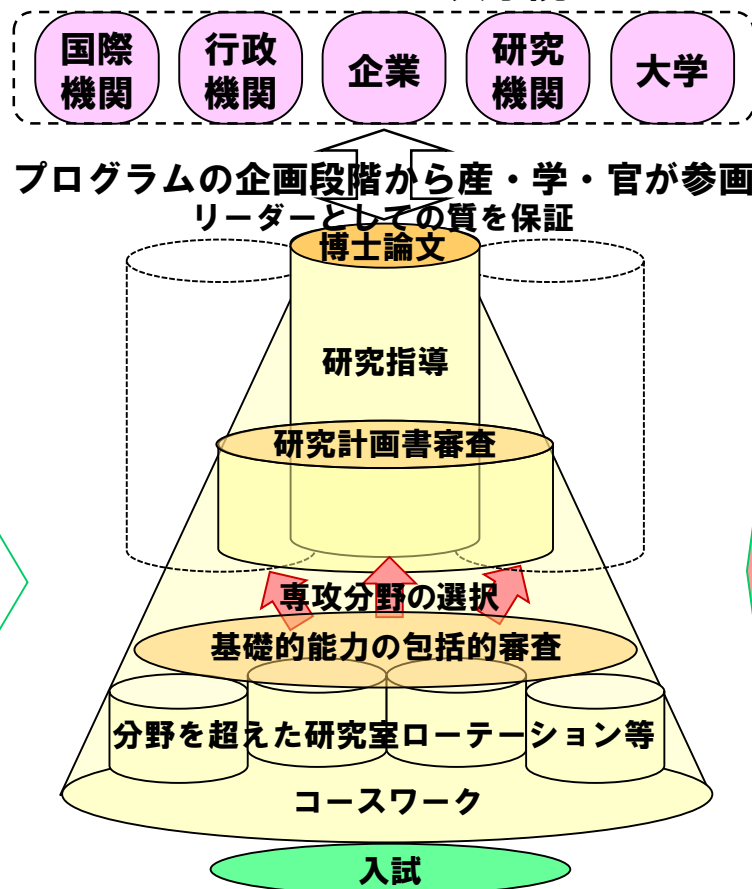 国際
機関
行政
機関
企業
研究
機関
大学
プログラムの企画段階から産・学・官が参画
リーダーとしての質を保証
博士論文
研究指導
研究計画書審査
専攻分野の選択
基礎的能力の包括的審査
分野を超えた研究室ローテーション等
コースワーク
入試